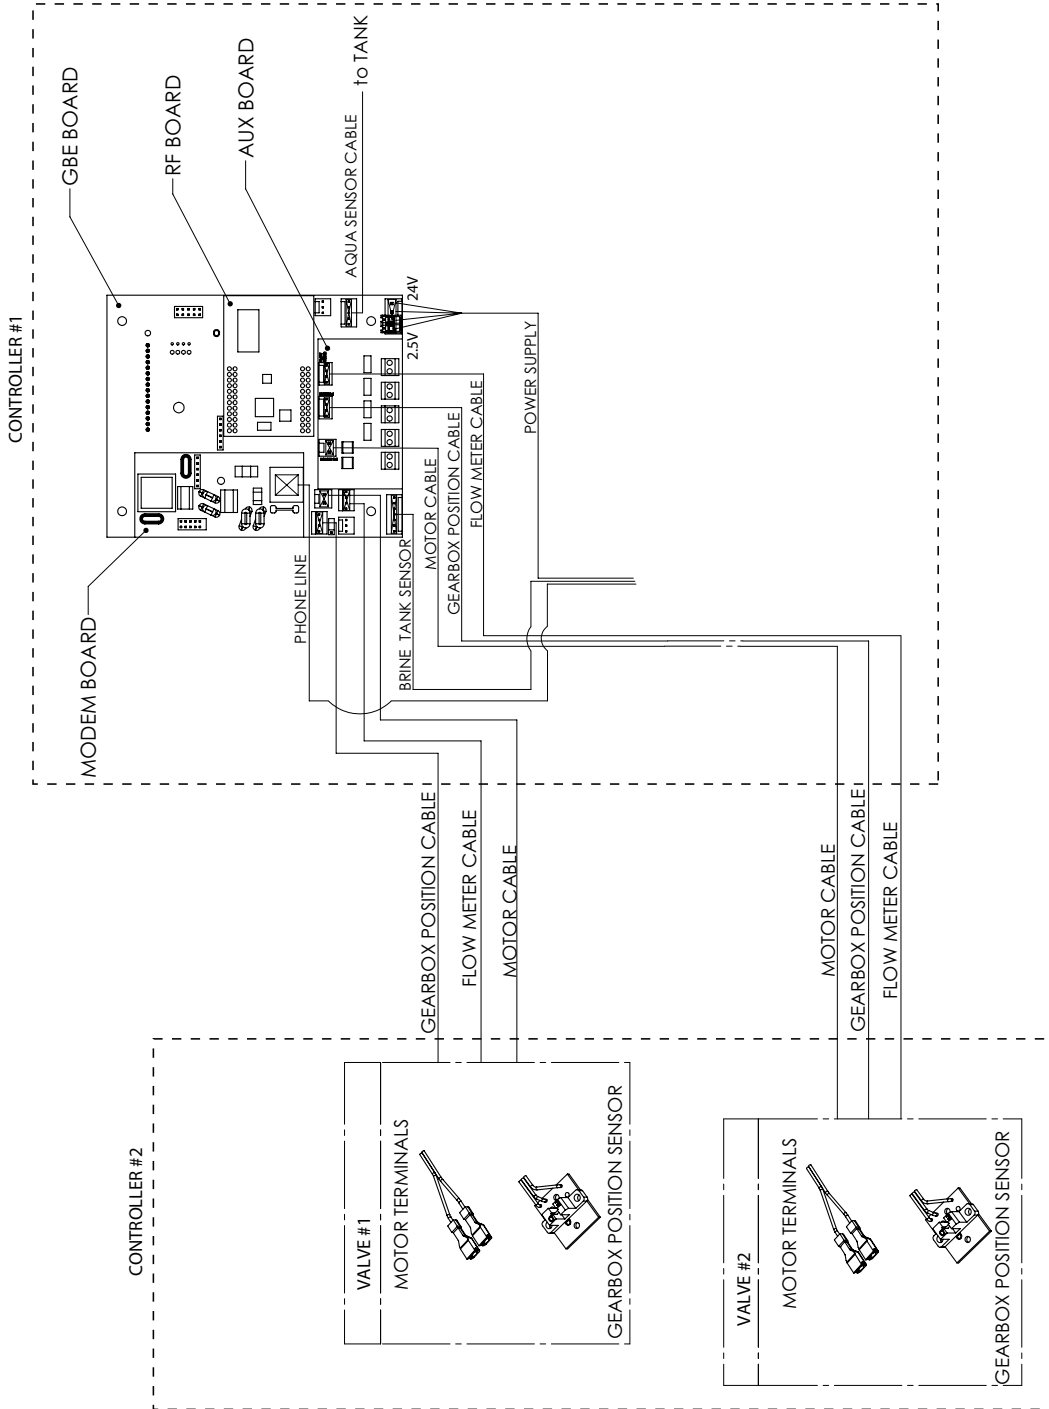 CONTROLLER #1
GBE BOARD
RF BOARD
AUX BOARD
MODEM BOARD
AQUA SENSOR CABLE
to TANK
24V
2.5V
POWER SUPPLY
FLOW METER CABLE
GEARBOX POSITION CABLE
MOTOR CABLE
BRINE TANK SENSOR
PHONE LINE
GEARBOX POSITION CABLE
FLOW METER CABLE
MOTOR CABLE
MOTOR CABLE
GEARBOX POSITION CABLE
FLOW METER CABLE
CONTROLLER #2
VALVE #1
MOTOR TERMINALS
GEARBOX POSITION SENSOR
VALVE #2
MOTOR TERMINALS
GEARBOX POSITION SENSOR